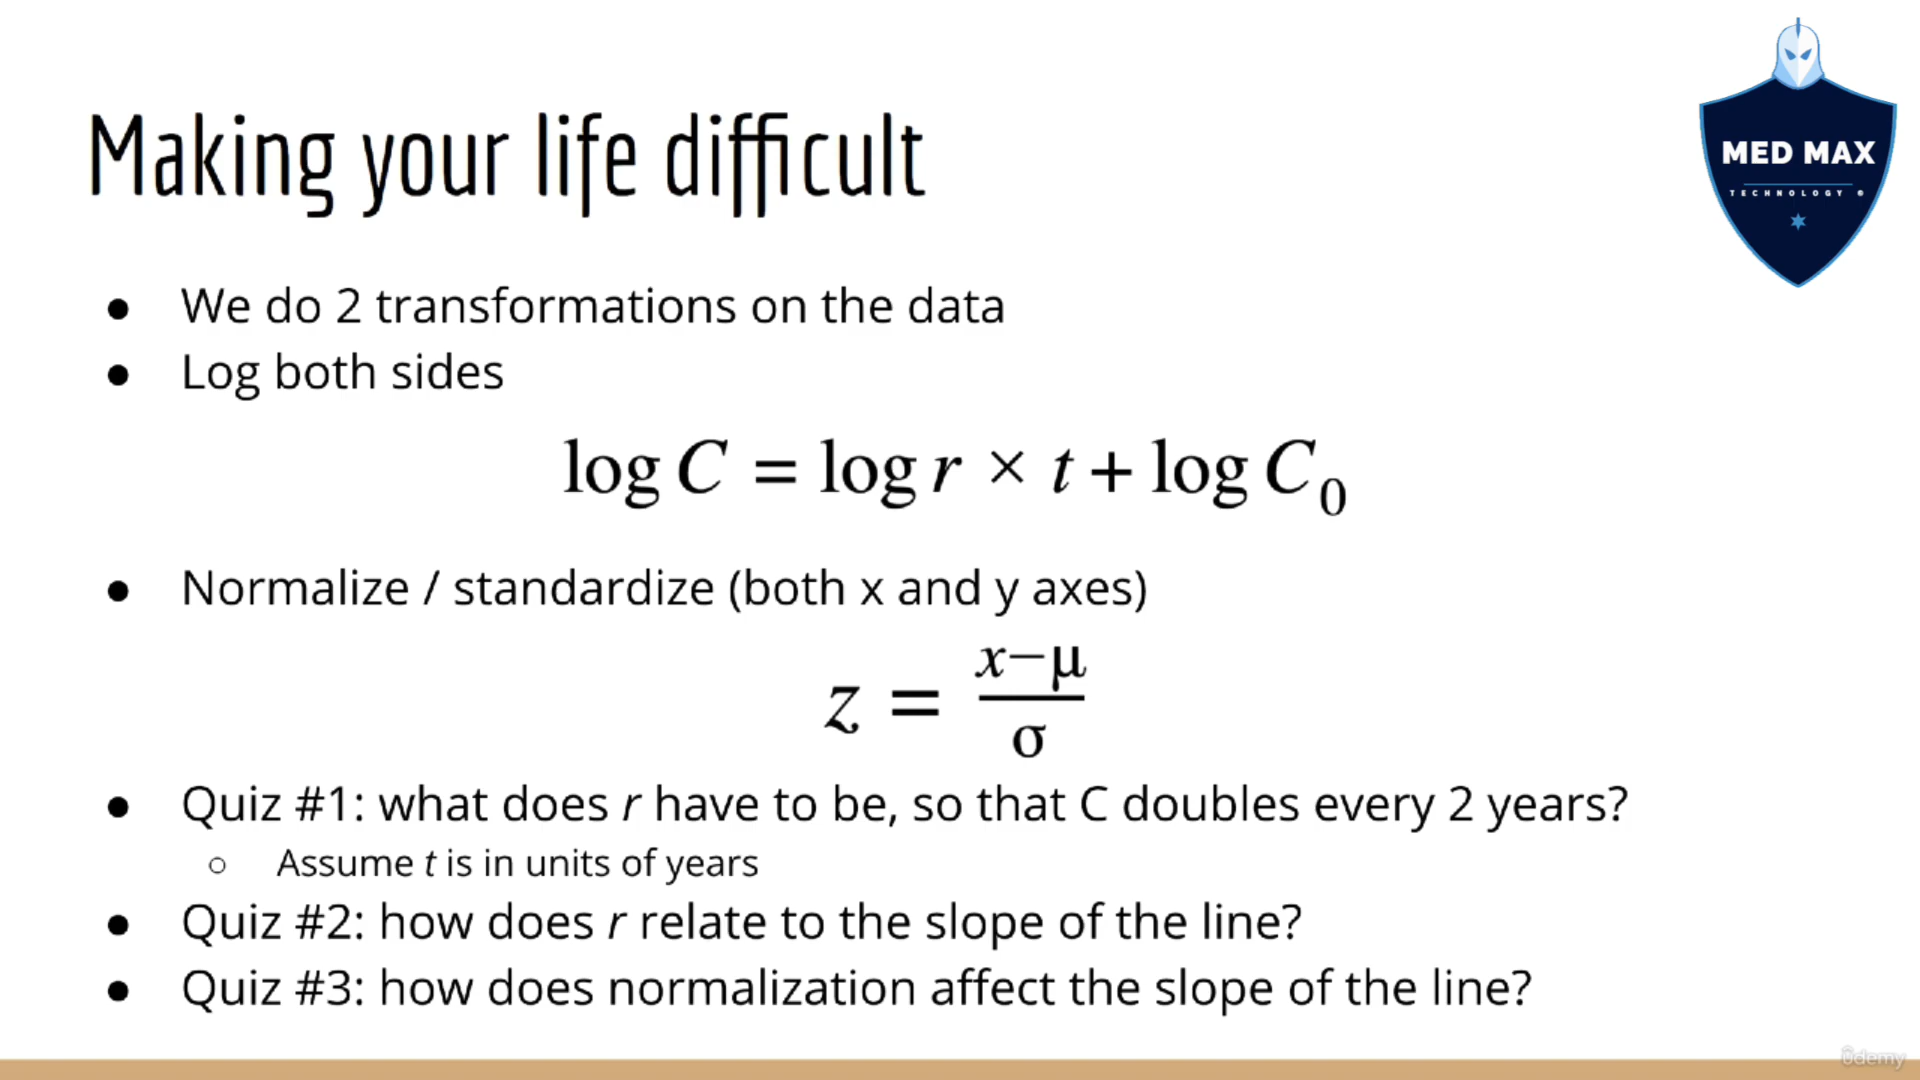 MED MAX
TECHNOLOGY
Making your life difficult
● We do 2 transformations on the data
● Log both sides
log C = log r × t + log C₀
● Normalize / standardize (both x and y axes)
z = (x−μ)/σ
● Quiz #1: what does r have to be, so that C doubles every 2 years?
○ Assume t is in units of years
● Quiz #2: how does r relate to the slope of the line?
● Quiz #3: how does normalization affect the slope of the line?
ûdemy